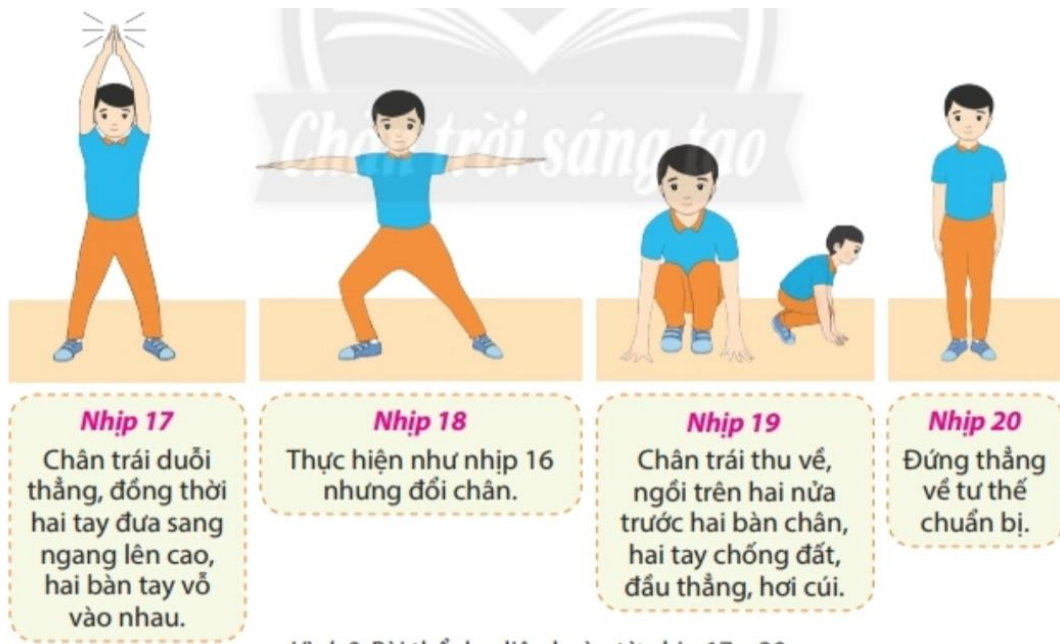 Chân trời sáng tạo
Nhịp 17
Chân trái duỗi
thẳng, đồng thời
hai tay đưa sang
ngang lên cao,
hai bàn tay vỗ
vào nhau.
Nhịp 18
Thực hiện như nhịp 16
nhưng đổi chân.
Nhịp 19
Chân trái thu về,
ngồi trên hai nửa
trước hai bàn chân,
hai tay chống đất,
đầu thẳng, hơi cúi.
Nhịp 20
Đứng thẳng
về tư thế
chuẩn bị.